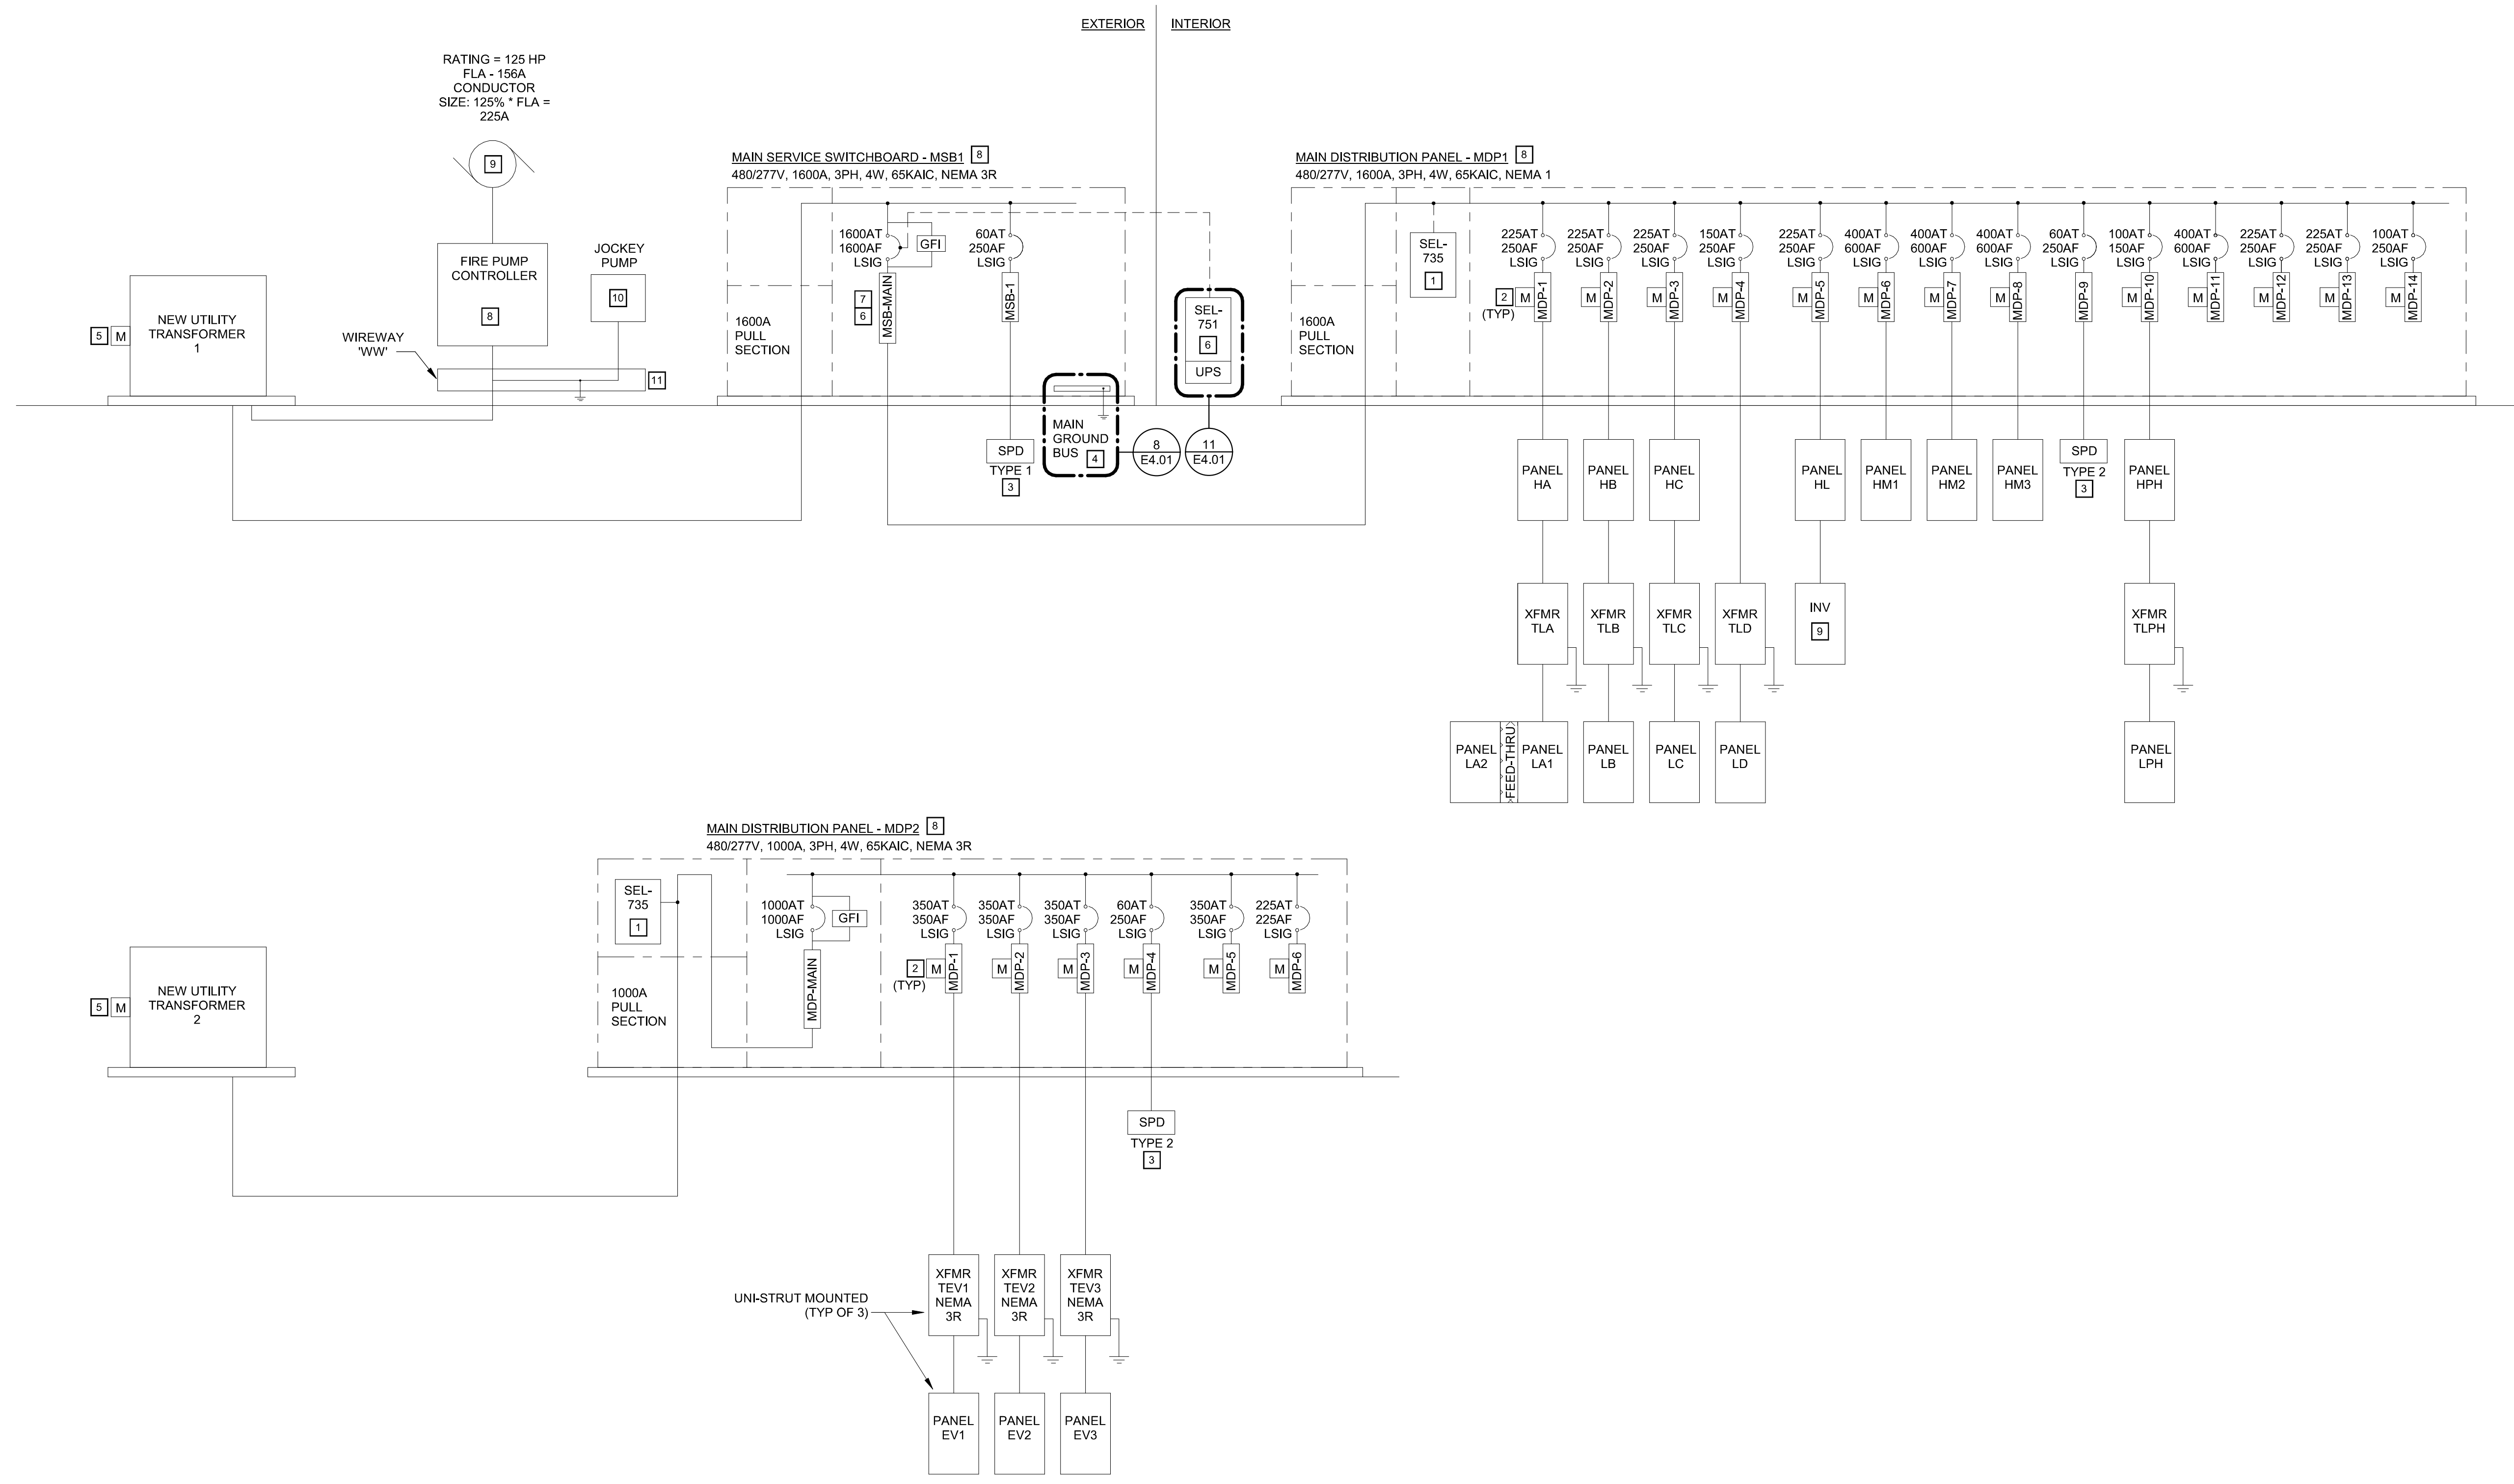 EXTERIOR
INTERIOR
RATING = 125 HP
FLA - 156A
CONDUCTOR
SIZE: 125% * FLA =
225A
9
FIRE PUMP
CONTROLLER
8
JOCKEY
PUMP
10
WIREWAY
'WW'
11
5
M
NEW UTILITY
TRANSFORMER
1
MAIN SERVICE SWITCHBOARD - MSB1
8
480/277V, 1600A, 3PH, 4W, 65KAIC, NEMA 3R
1600A
PULL
SECTION
1600AT
1600AF
LSIG
GFI
7
6
MSB-MAIN
60AT
250AF
LSIG
MSB-1
SPD
TYPE 1
3
MAIN
GROUND
BUS
4
8
E4.01
SEL-
751
6
UPS
11
E4.01
MAIN DISTRIBUTION PANEL - MDP1
8
480/277V, 1600A, 3PH, 4W, 65KAIC, NEMA 1
1600A
PULL
SECTION
SEL-
735
1
225AT
250AF
LSIG
2
(TYP)
M
MDP-1
225AT
250AF
LSIG
M
MDP-2
225AT
250AF
LSIG
M
MDP-3
150AT
250AF
LSIG
M
MDP-4
225AT
250AF
LSIG
M
MDP-5
400AT
600AF
LSIG
M
MDP-6
400AT
600AF
LSIG
M
MDP-7
400AT
600AF
LSIG
M
MDP-8
60AT
250AF
LSIG
MDP-9
100AT
150AF
LSIG
M
MDP-10
400AT
600AF
LSIG
M
MDP-11
225AT
250AF
LSIG
M
MDP-12
225AT
250AF
LSIG
M
MDP-13
100AT
250AF
LSIG
M
MDP-14
PANEL
HA
PANEL
HB
PANEL
HC
PANEL
HL
PANEL
HM1
PANEL
HM2
PANEL
HM3
SPD
TYPE 2
3
PANEL
HPH
XFMR
TLA
XFMR
TLB
XFMR
TLC
XFMR
TLD
INV
9
XFMR
TLPH
PANEL
LA2
FEED-THRU
PANEL
LA1
PANEL
LB
PANEL
LC
PANEL
LD
PANEL
LPH
MAIN DISTRIBUTION PANEL - MDP2
8
480/277V, 1000A, 3PH, 4W, 65KAIC, NEMA 3R
5
M
NEW UTILITY
TRANSFORMER
2
SEL-
735
1
1000A
PULL
SECTION
1000AT
1000AF
LSIG
GFI
MDP-MAIN
350AT
350AF
LSIG
2
(TYP)
M
MDP-1
350AT
350AF
LSIG
M
MDP-2
350AT
350AF
LSIG
M
MDP-3
60AT
250AF
LSIG
M
MDP-4
350AT
350AF
LSIG
M
MDP-5
225AT
225AF
LSIG
M
MDP-6
SPD
TYPE 2
3
UNI-STRUT MOUNTED
(TYP OF 3)
XFMR
TEV1
NEMA
3R
XFMR
TEV2
NEMA
3R
XFMR
TEV3
NEMA
3R
PANEL
EV1
PANEL
EV2
PANEL
EV3